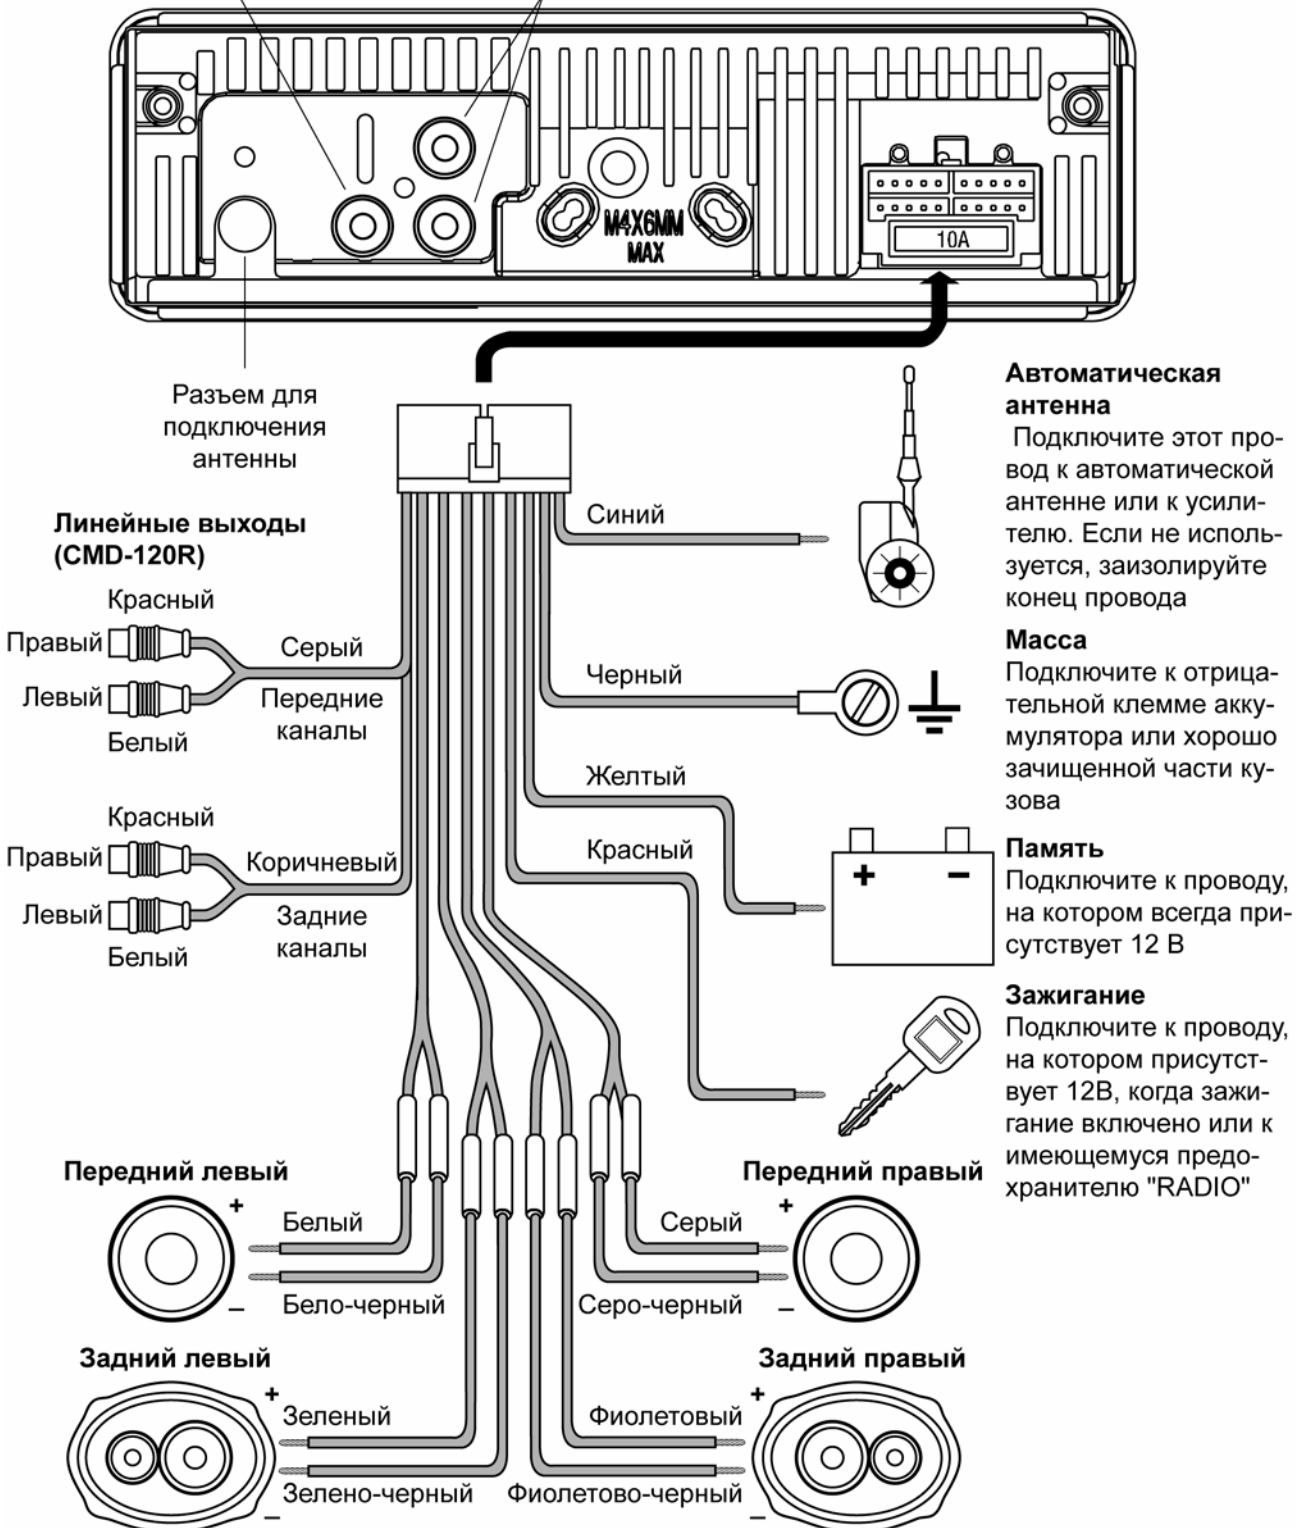 M4X6MM
MAX
10A
Разъем для
подключения
антенны
Автоматическая
антенна
Подключите этот про-
вод к автоматической
антенне или к усили-
телю. Если не исполь-
зуется, заизолируйте
конец провода
Линейные выходы
(CMD-120R)
Синий
Красный
Правый
Серый
Левый
Передние
каналы
Белый
Черный
Масса
Подключите к отрица-
тельной клемме акку-
мулятора или хорошо
зачищенной части ку-
зова
Желтый
Красный
Правый
Коричневый
Левый
Задние
каналы
Белый
Красный
+ –
Память
Подключите к проводу,
на котором всегда при-
сутствует 12 В
Зажигание
Подключите к проводу,
на котором присутст-
вует 12В, когда зажи-
гание включено или к
имеющемуся предо-
хранителю "RADIO"
Передний левый
+
Белый
Бело-черный
–
Передний правый
+
Серый
Серо-черный
–
Задний левый
+
Зеленый
Зелено-черный
–
Задний правый
+
Фиолетовый
Фиолетово-черный
–